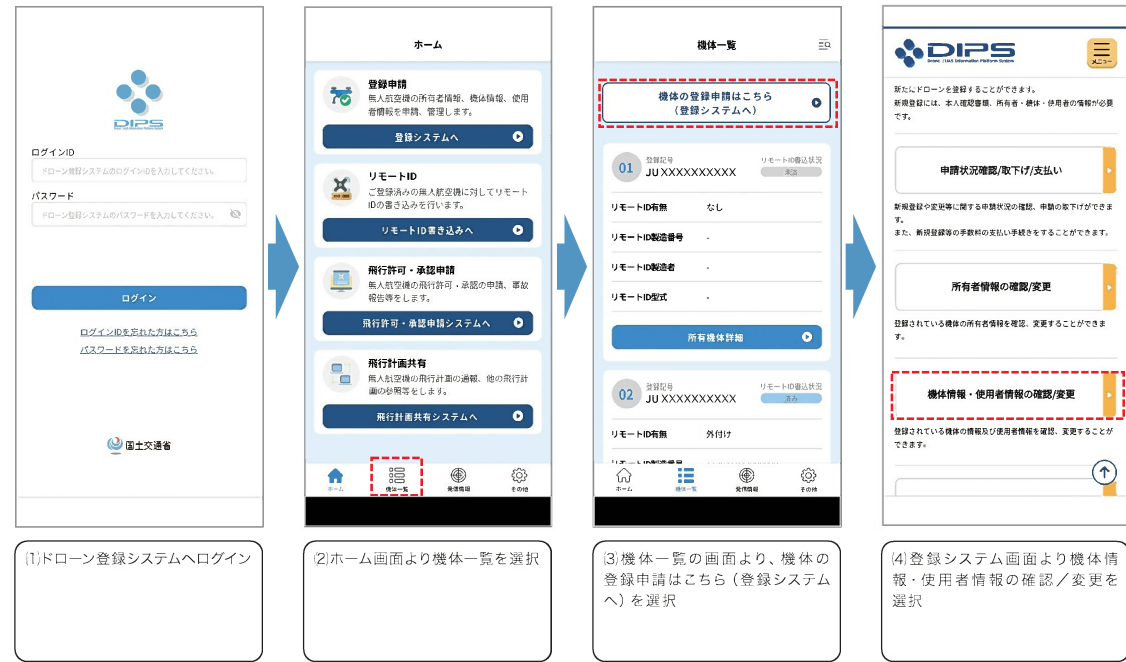 DIPS
Drone / UAS Information Platform System
ログインID
ドローン登録システムのログインIDを入力してください。
パスワード
ドローン登録システムのパスワードを入力してください。
ログイン
ログインIDを忘れた方はこちら
パスワードを忘れた方はこちら
国土交通省
(1)ドローン登録システムへログイン
ホーム
登録申請
無人航空機の所有者情報、機体情報、使用
者情報を申請、管理します。
登録システムへ
リモートID
ご登録済みの無人航空機に対してリモート
IDの書き込みを行います。
リモートID書き込みへ
飛行許可・承認申請
無人航空機の飛行許可・承認の申請、事故
報告等をします。
飛行許可・承認申請システムへ
飛行計画共有
無人航空機の飛行計画の通報、他の飛行計
画の参照等をします。
飛行計画共有システムへ
ホーム
機体一覧
発信情報
その他
(2)ホーム画面より機体一覧を選択
機体一覧
機体の登録申請はこちら
(登録システムへ)
01
登録記号
JU XXXXXXXXXX
リモートID書込状況
未済
リモートID有無 なし
リモートID製造番号 -
リモートID製造者 -
リモートID型式 -
所有機体詳細
02
登録記号
JU XXXXXXXXXX
リモートID書込状況
済み
リモートID有無 外付け
リモートID製造番号
ホーム
機体一覧
発信情報
その他
(3)機体一覧の画面より、機体の
登録申請はこちら(登録システム
へ)を選択
DIPS
Drone / UAS Information Platform System
メニュー
新たにドローンを登録することができます。
新規登録には、本人確認書類、所有者・機体・使用者の情報が必要
です。
申請状況確認/取下げ/支払い
新規登録や変更等に関する申請状況の確認、申請の取下げができま
す。
また、新規登録等の手数料の支払い手続きをすることができます。
所有者情報の確認/変更
登録されている機体の所有者情報を確認、変更することができま
す。
機体情報・使用者情報の確認/変更
登録されている機体の情報及び使用者情報を確認、変更することが
できます。
(4)登録システム画面より機体情
報・使用者情報の確認/変更を
選択